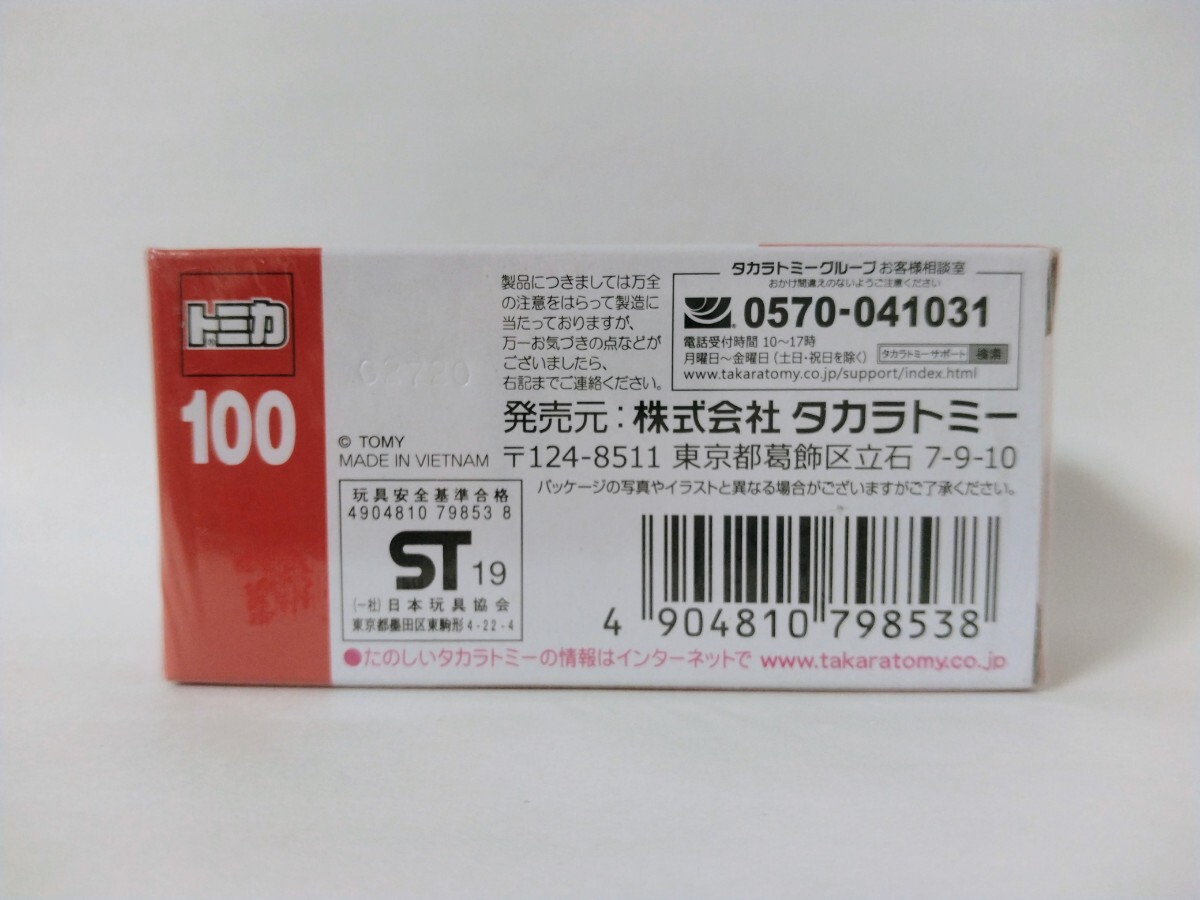 トミカ
100
© TOMY
MADE IN VIETNAM
02720
玩具安全基準合格
4904810 79853 8
ST 19
(一社)日本玩具協会
東京都墨田区東駒形4-22-4
製品につきましては万全
の注意をはらって製造に
当たっておりますが、
万一お気づきの点などが
ございましたら、
右記までご連絡ください。
タカラトミーグループ お客様相談室
おかけ間違えのないようご注意ください
0570-041031
電話受付時間 10〜17時
月曜日〜金曜日(土日・祝日を除く)
タカラトミーサポート 検索
www.takaratomy.co.jp/support/index.html
発売元:株式会社 タカラトミー
〒124-8511 東京都葛飾区立石 7-9-10
パッケージの写真やイラストと異なる場合がございますがご了承ください。
4 904810 798538
●たのしいタカラトミーの情報はインターネットで www.takaratomy.co.jp